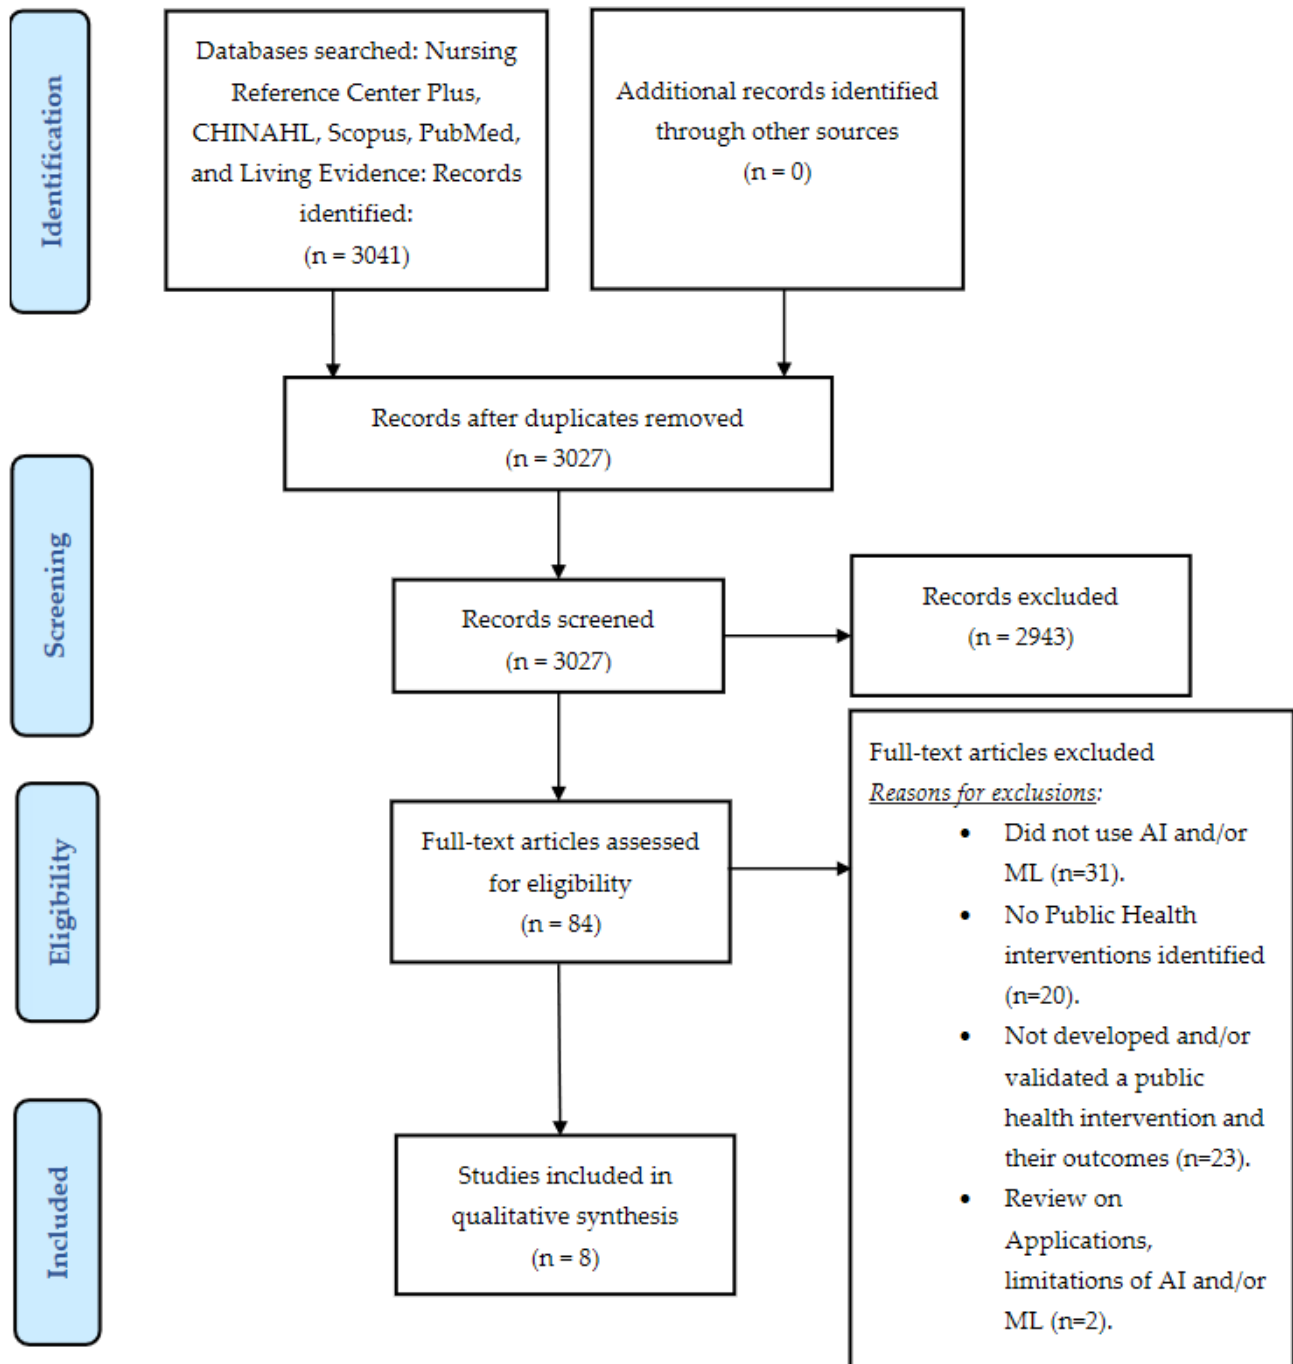 Identification
Databases searched: Nursing
Reference Center Plus,
CHINAHL, Scopus, PubMed,
and Living Evidence: Records
identified:
(n = 3041)
Additional records identified
through other sources
(n = 0)
Records after duplicates removed
(n = 3027)
Screening
Records screened
(n = 3027)
Records excluded
(n = 2943)
Eligibility
Full-text articles assessed
for eligibility
(n = 84)
Full-text articles excluded
Reasons for exclusions:
• Did not use AI and/or
ML (n=31).
• No Public Health
interventions identified
(n=20).
• Not developed and/or
validated a public
health intervention and
their outcomes (n=23).
• Review on
Applications,
limitations of AI and/or
ML (n=2).
Included
Studies included in
qualitative synthesis
(n = 8)